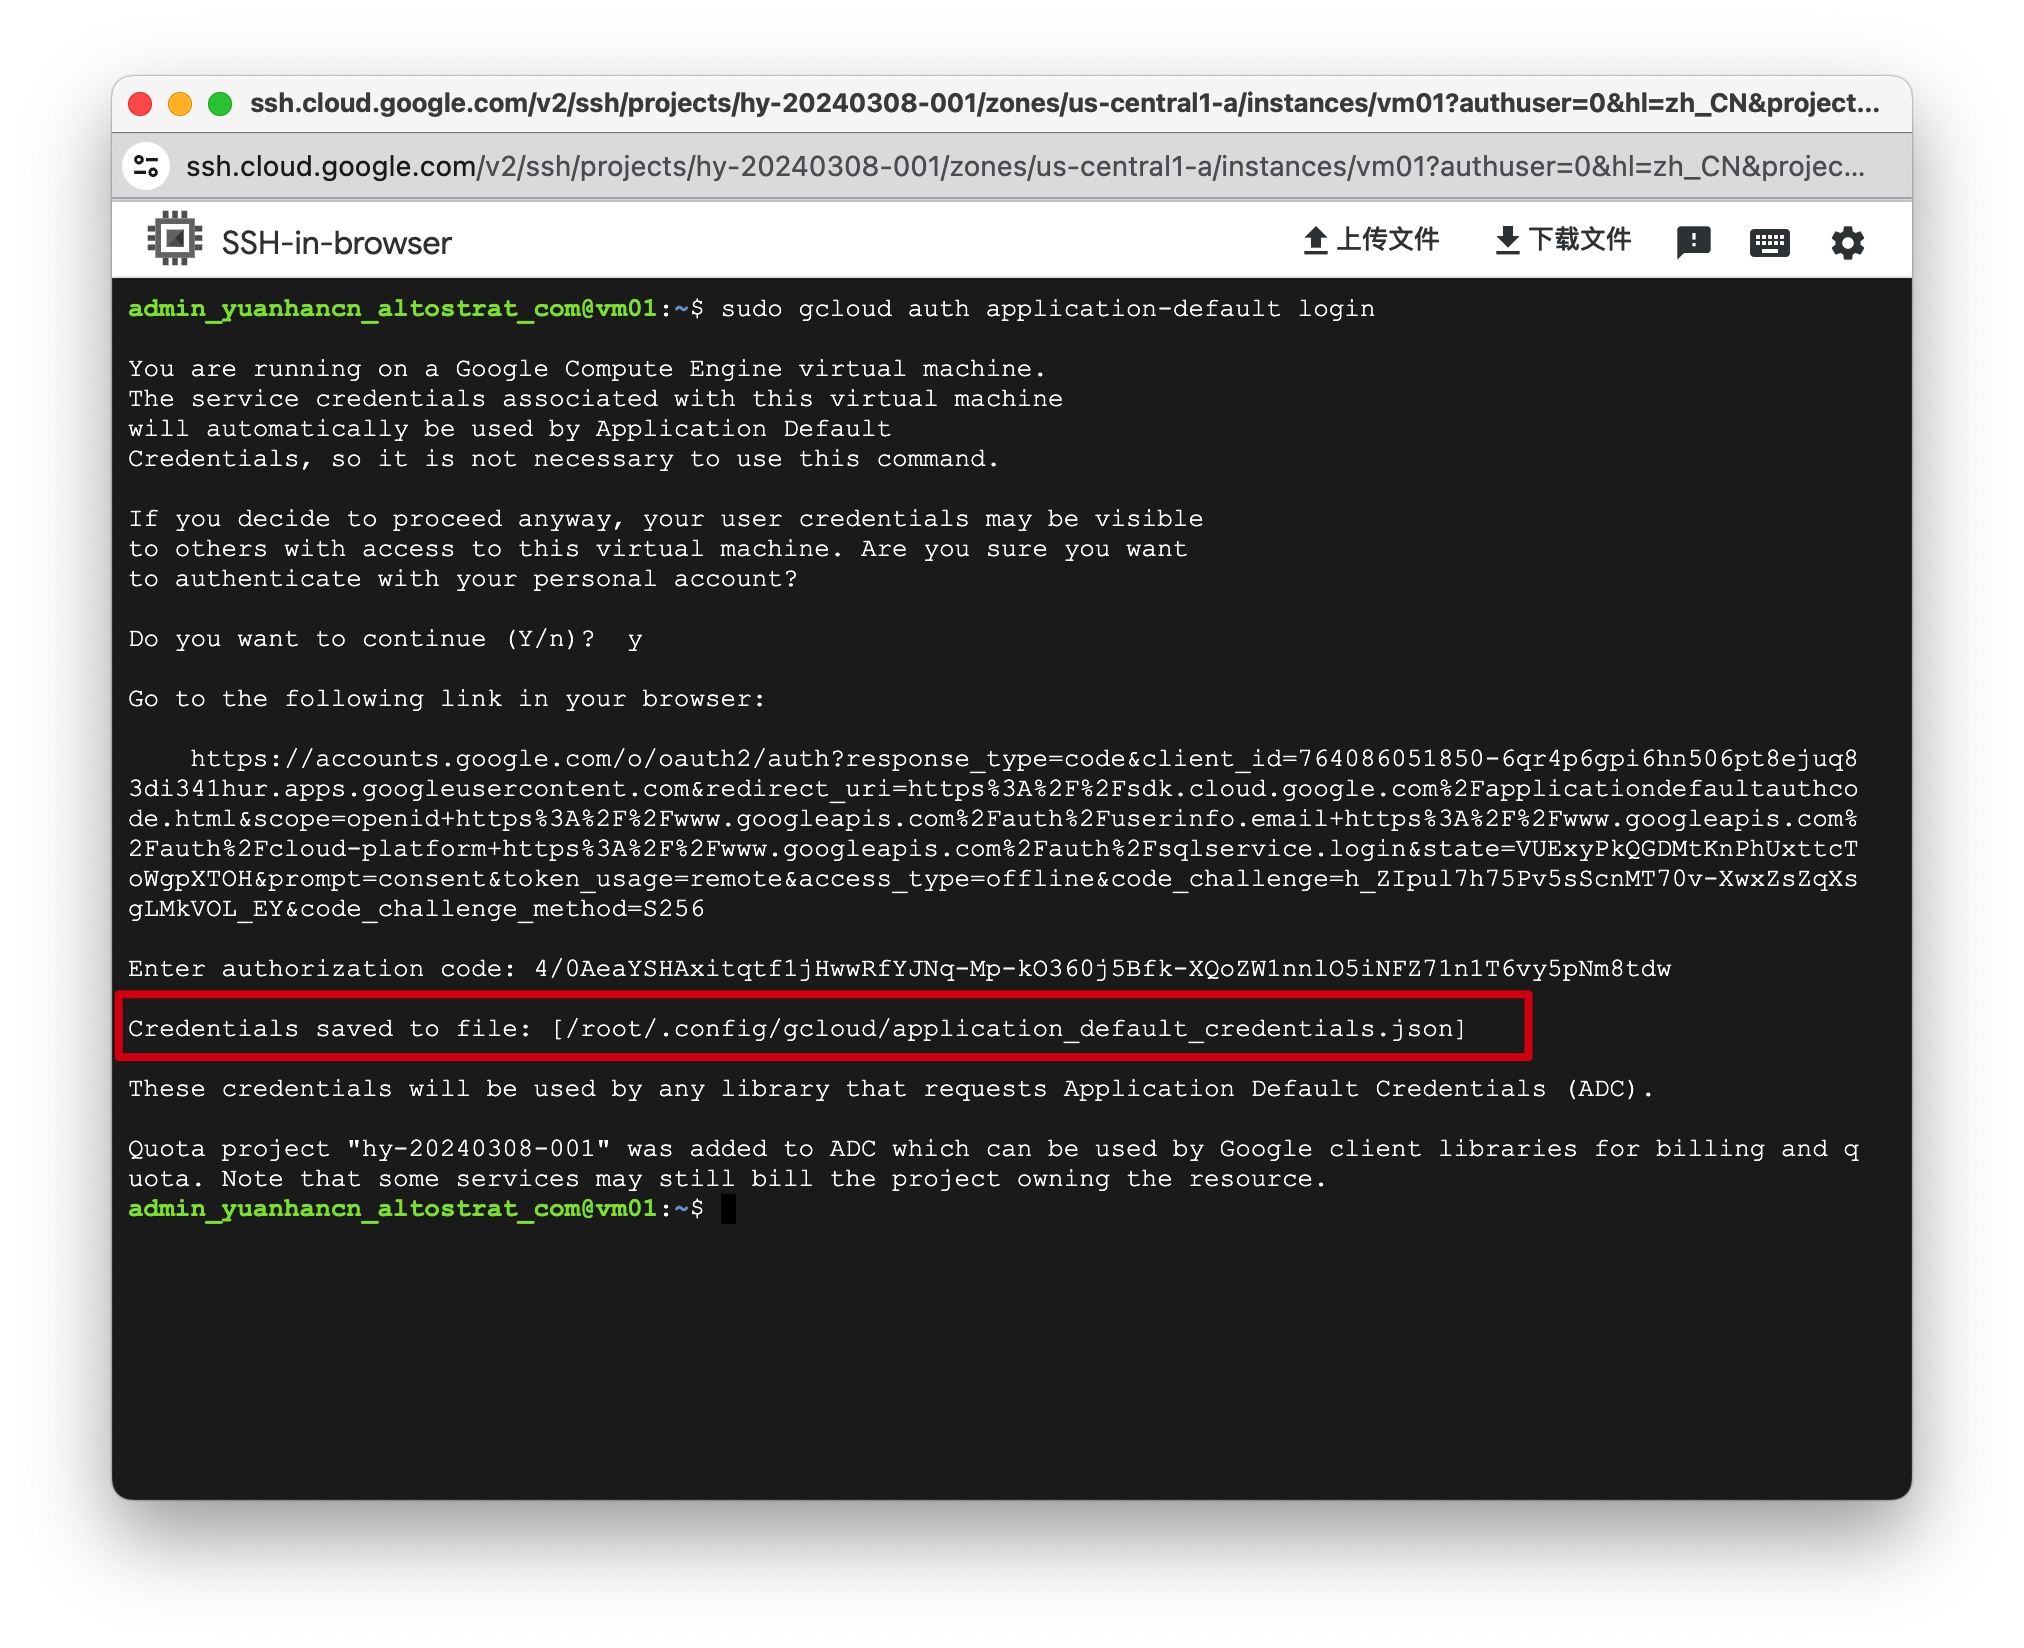 ssh.cloud.google.com/v2/ssh/projects/hy-20240308-001/zones/us-central1-a/instances/vm01?authuser=0&hl=zh_CN&project...
ssh.cloud.google.com/v2/ssh/projects/hy-20240308-001/zones/us-central1-a/instances/vm01?authuser=0&hl=zh_CN&projec...
SSH-in-browser 上传文件 下载文件
admin_yuanhancn_altostrat_com@vm01:~$ sudo gcloud auth application-default login
You are running on a Google Compute Engine virtual machine.
The service credentials associated with this virtual machine
will automatically be used by Application Default
Credentials, so it is not necessary to use this command.
If you decide to proceed anyway, your user credentials may be visible
to others with access to this virtual machine. Are you sure you want
to authenticate with your personal account?
Do you want to continue (Y/n)?  y
Go to the following link in your browser:
https://accounts.google.com/o/oauth2/auth?response_type=code&client_id=764086051850-6qr4p6gpi6hn506pt8ejuq8
3di341hur.apps.googleusercontent.com&redirect_uri=https%3A%2F%2Fsdk.cloud.google.com%2Fapplicationdefaultauthco
de.html&scope=openid+https%3A%2F%2Fwww.googleapis.com%2Fauth%2Fuserinfo.email+https%3A%2F%2Fwww.googleapis.com%
2Fauth%2Fcloud-platform+https%3A%2F%2Fwww.googleapis.com%2Fauth%2Fsqlservice.login&state=VUExyPkQGDMtKnPhUxttcT
oWgpXTOH&prompt=consent&token_usage=remote&access_type=offline&code_challenge=h_ZIpul7h75Pv5sScnMT70v-XwxZsZqXs
gLMkVOL_EY&code_challenge_method=S256
Enter authorization code: 4/0AeaYSHAxitqtf1jHwwRfYJNq-Mp-kO360j5Bfk-XQoZW1nnlO5iNFZ71n1T6vy5pNm8tdw
Credentials saved to file: [/root/.config/gcloud/application_default_credentials.json]
These credentials will be used by any library that requests Application Default Credentials (ADC).
Quota project "hy-20240308-001" was added to ADC which can be used by Google client libraries for billing and q
uota. Note that some services may still bill the project owning the resource.
admin_yuanhancn_altostrat_com@vm01:~$